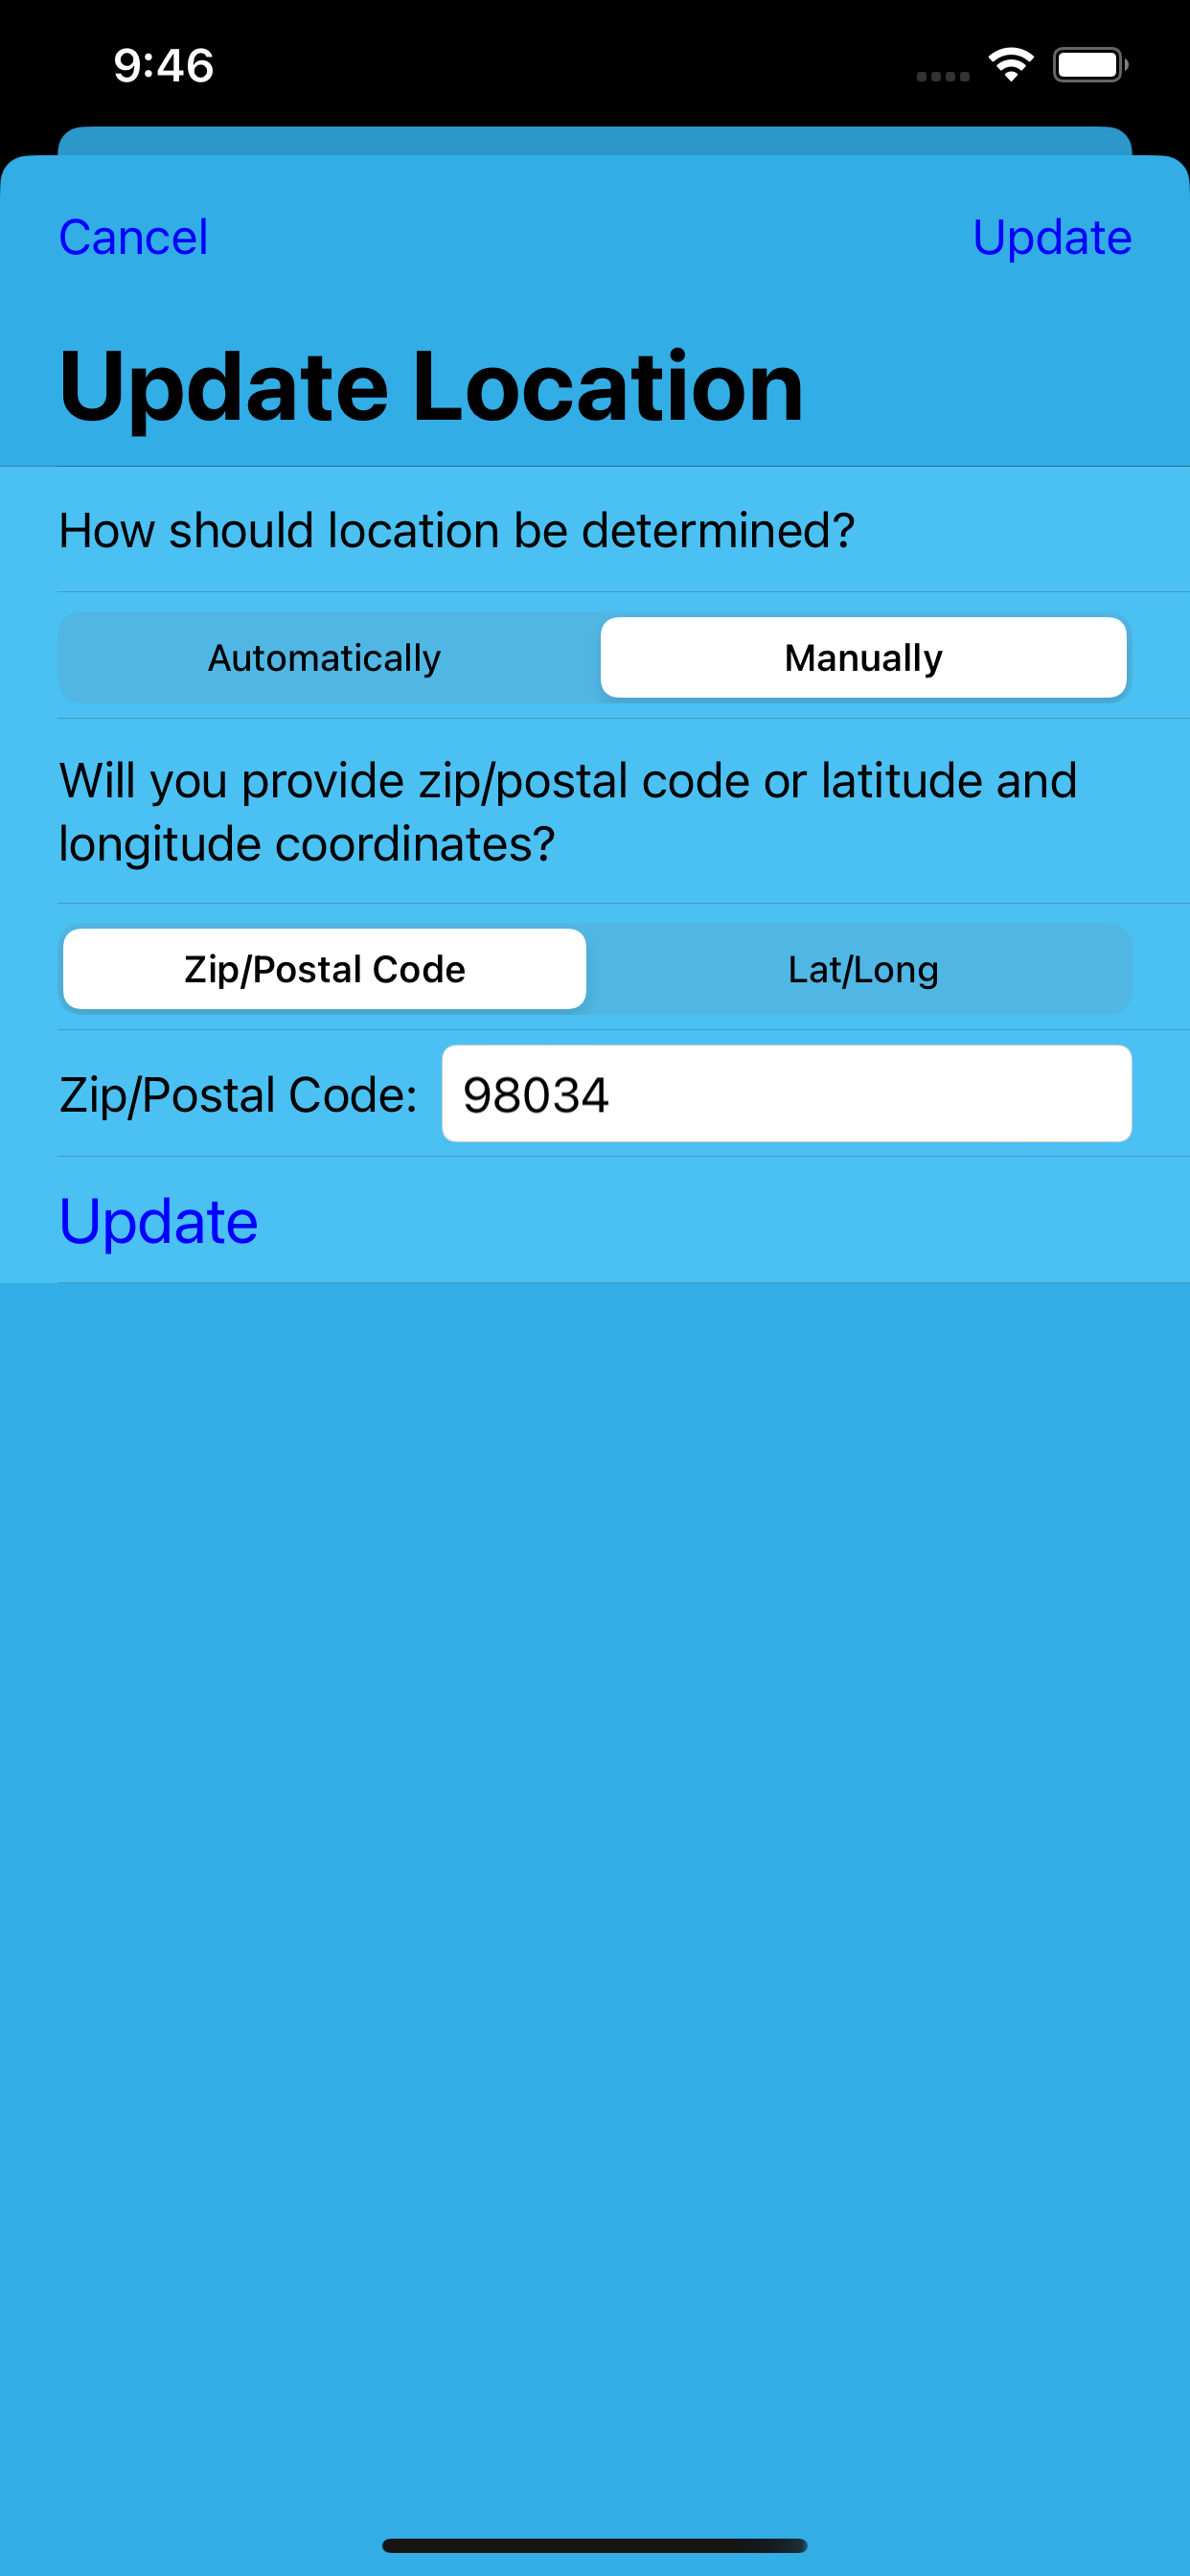 9:46
Cancel
Update
Update Location
How should location be determined?
Automatically
Manually
Will you provide zip/postal code or latitude and
longitude coordinates?
Zip/Postal Code
Lat/Long
Zip/Postal Code: 98034
Update